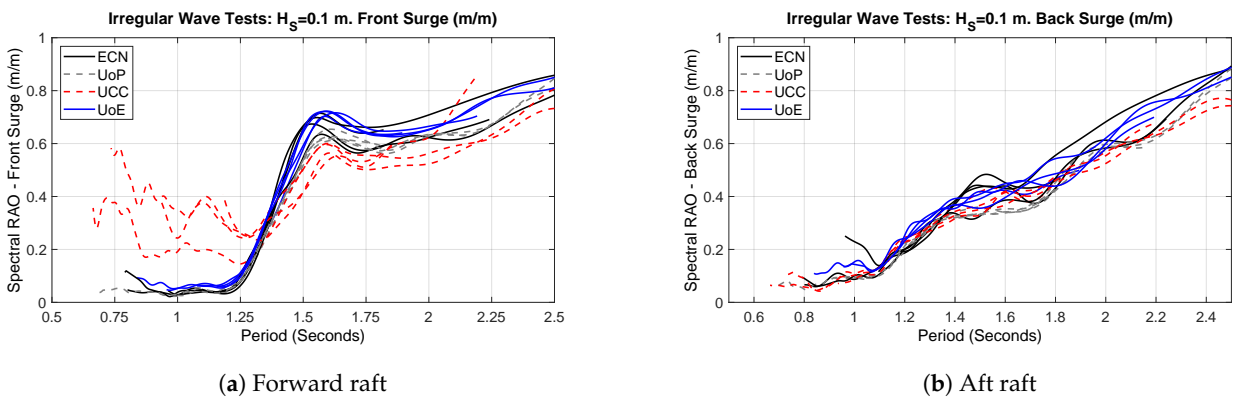 Irregular Wave Tests: H_S=0.1 m. Front Surge (m/m)
Spectral RAO - Front Surge (m/m)
1
0.8
0.6
0.4
0.2
0
ECN
UoP
UCC
UoE
0.5 0.75 1 1.25 1.5 1.75 2 2.25 2.5
Period (Seconds)
(a) Forward raft
Irregular Wave Tests: H_S=0.1 m. Back Surge (m/m)
Spectral RAO - Back Surge (m/m)
1
0.8
0.6
0.4
0.2
0
ECN
UoP
UCC
UoE
0.6 0.8 1 1.2 1.4 1.6 1.8 2 2.2 2.4
Period (Seconds)
(b) Aft raft